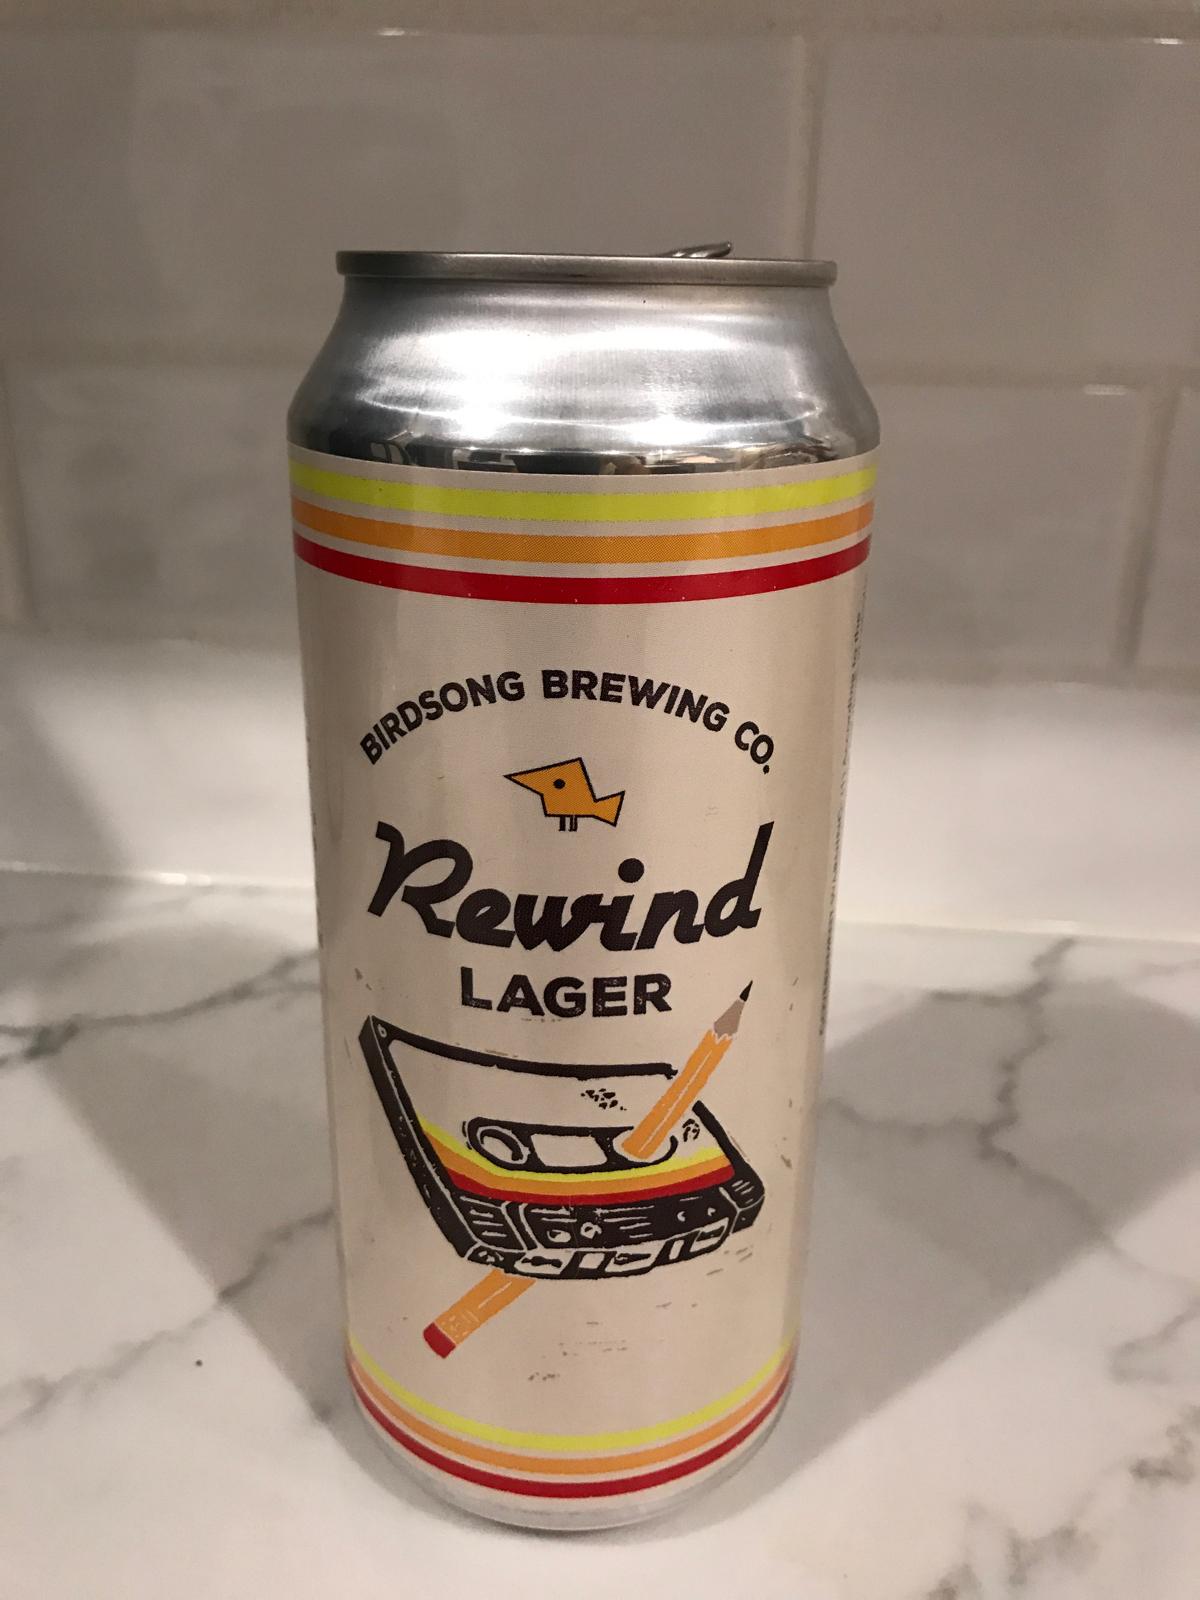 BIRDSONG BREWING CO.
Rewind
LAGER